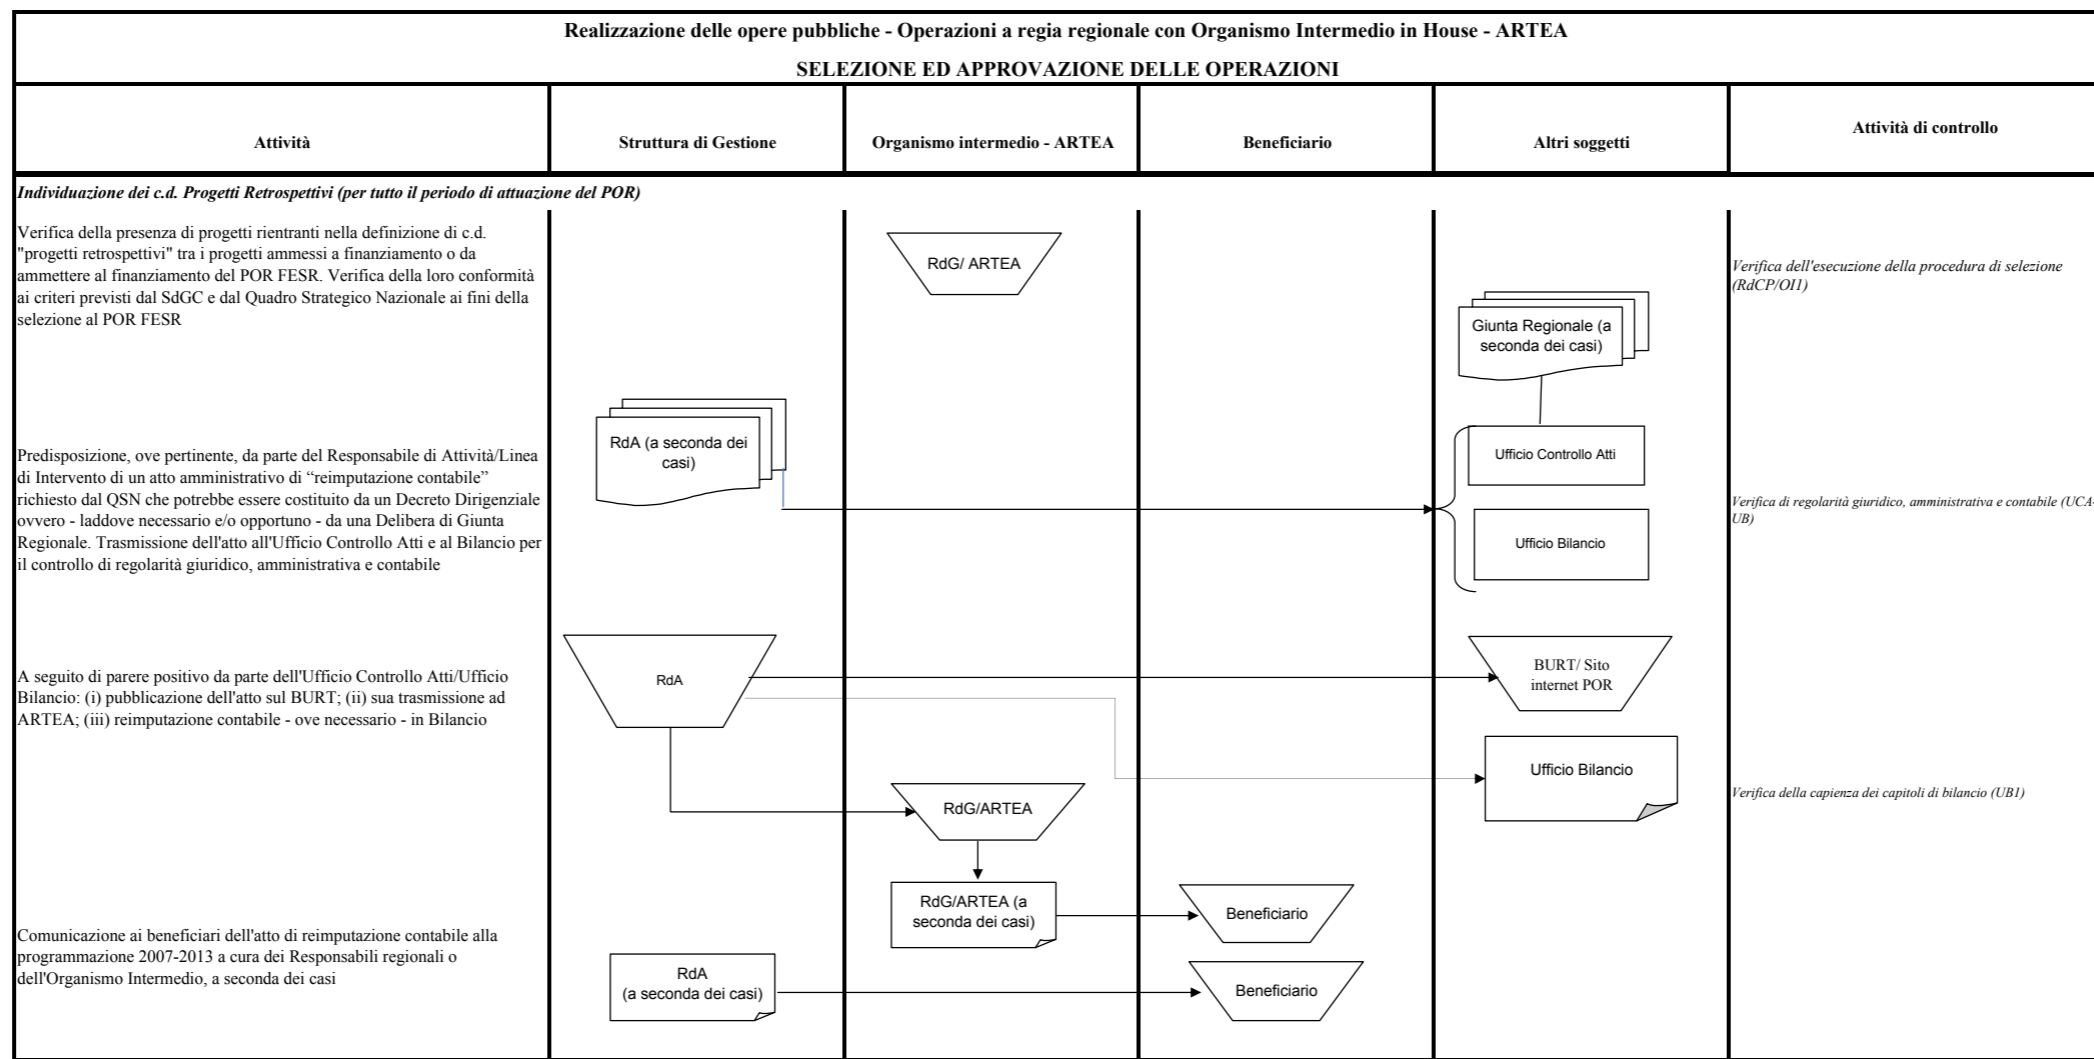 Realizzazione delle opere pubbliche - Operazioni a regia regionale con Organismo Intermedio in House - ARTEA
SELEZIONE ED APPROVAZIONE DELLE OPERAZIONI
Attività
Struttura di Gestione
Organismo intermedio - ARTEA
Beneficiario
Altri soggetti
Attività di controllo
Individuazione dei c.d. Progetti Retrospettivi (per tutto il periodo di attuazione del POR)
Verifica della presenza di progetti rientranti nella definizione di c.d.
"progetti retrospettivi" tra i progetti ammessi a finanziamento o da
ammettere al finanziamento del POR FESR. Verifica della loro conformità
ai criteri previsti dal SdGC e dal Quadro Strategico Nazionale ai fini della
selezione al POR FESR
RdG/ ARTEA
Giunta Regionale (a
seconda dei casi)
Verifica dell'esecuzione della procedura di selezione
(RdCP/OI1)
Predisposizione, ove pertinente, da parte del Responsabile di Attività/Linea
di Intervento di un atto amministrativo di “reimputazione contabile”
richiesto dal QSN che potrebbe essere costituito da un Decreto Dirigenziale
ovvero - laddove necessario e/o opportuno - da una Delibera di Giunta
Regionale. Trasmissione dell'atto all'Ufficio Controllo Atti e al Bilancio per
il controllo di regolarità giuridico, amministrativa e contabile
RdA (a seconda dei
casi)
Ufficio Controllo Atti
Ufficio Bilancio
Verifica di regolarità giuridico, amministrativa e contabile (UCA-
UB)
A seguito di parere positivo da parte dell'Ufficio Controllo Atti/Ufficio
Bilancio: (i) pubblicazione dell'atto sul BURT; (ii) sua trasmissione ad
ARTEA; (iii) reimputazione contabile - ove necessario - in Bilancio
RdA
BURT/ Sito
internet POR
Ufficio Bilancio
RdG/ARTEA
Verifica della capienza dei capitoli di bilancio (UB1)
RdG/ARTEA (a
seconda dei casi)
Beneficiario
Comunicazione ai beneficiari dell'atto di reimputazione contabile alla
programmazione 2007-2013 a cura dei Responsabili regionali o
dell'Organismo Intermedio, a seconda dei casi
RdA
(a seconda dei casi)
Beneficiario